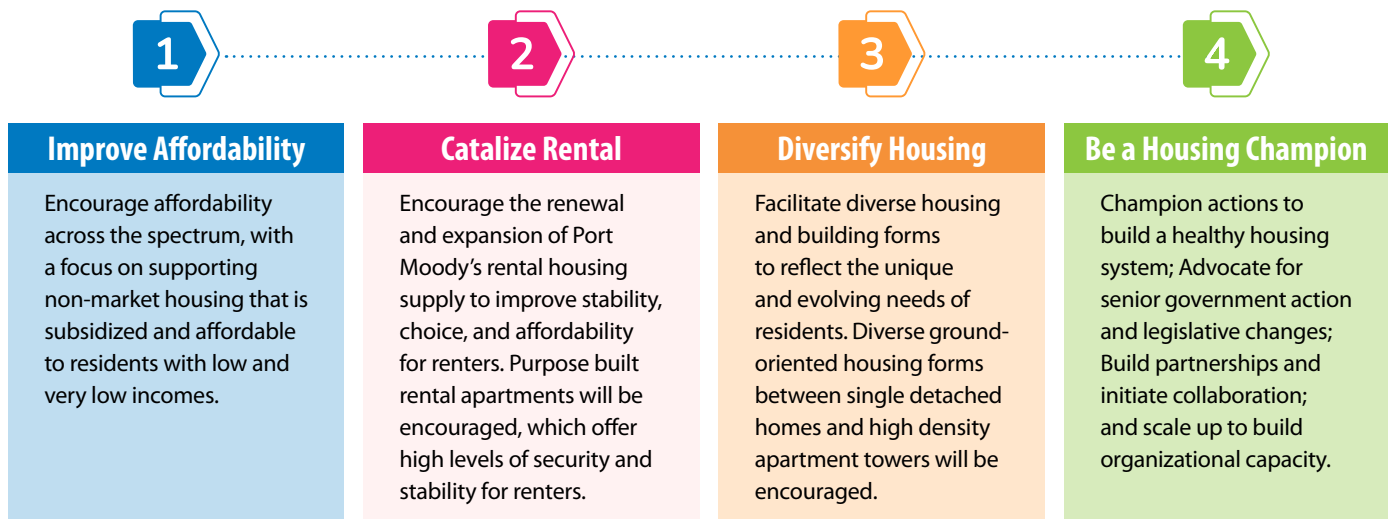 1
2
3
4
Improve Affordability
Encourage affordability
across the spectrum, with
a focus on supporting
non-market housing that is
subsidized and affordable
to residents with low and
very low incomes.
Catalize Rental
Encourage the renewal
and expansion of Port
Moody’s rental housing
supply to improve stability,
choice, and affordability
for renters. Purpose built
rental apartments will be
encouraged, which offer
high levels of security and
stability for renters.
Diversify Housing
Facilitate diverse housing
and building forms
to reflect the unique
and evolving needs of
residents. Diverse ground-
oriented housing forms
between single detached
homes and high density
apartment towers will be
encouraged.
Be a Housing Champion
Champion actions to
build a healthy housing
system; Advocate for
senior government action
and legislative changes;
Build partnerships and
initiate collaboration;
and scale up to build
organizational capacity.